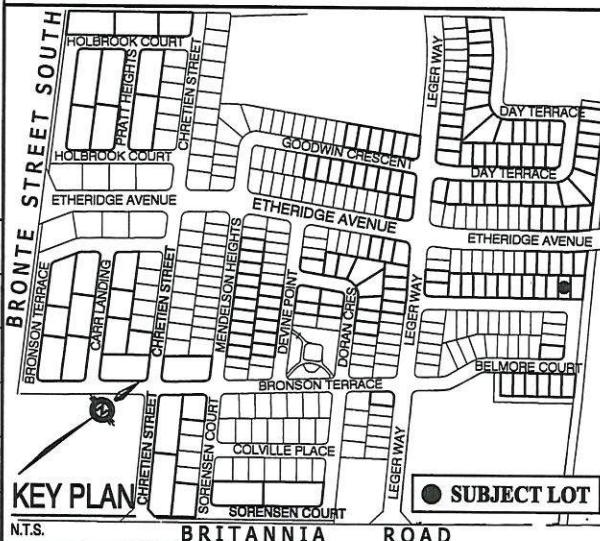 BRONTE STREET SOUTH
HOLBROOK COURT
PRATT HEIGHTS
CHRETIEN STREET
LEGER WAY
DAY TERRACE
GOODWIN CRESCENT
HOLBROOK COURT
DAY TERRACE
ETHERIDGE AVENUE
ETHERIDGE AVENUE
ETHERIDGE AVENUE
BRONSON TERRACE
CARR LANDING
CHRETIEN STREET
MENDELSON HEIGHTS
DEVINE POINT
DORAN CRES
LEGER WAY
BELMORE COURT
BRONSON TERRACE
N
CHRETIEN STREET
SORENSEN COURT
COLVILLE PLACE
LEGER WAY
KEY PLAN
SUBJECT LOT
SORENSEN COURT
N.T.S.
BRITANNIA ROAD